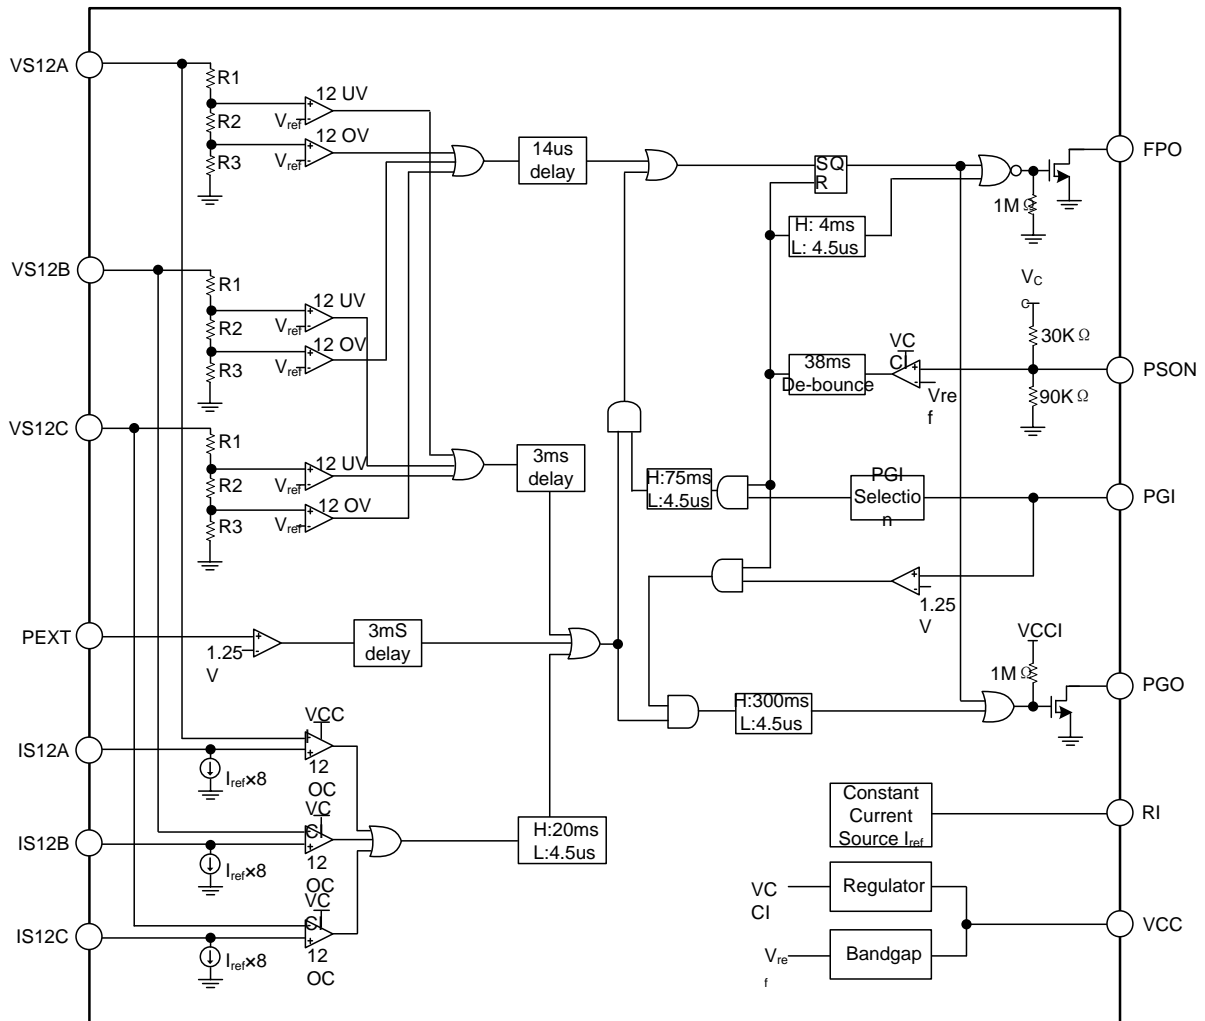 VS12A
R1
12 UV
Vref
R2
12 OV
Vref
R3
14us
delay
SQ
R
FPO
1MΩ
H: 4ms
L: 4.5us
VS12B
R1
12 UV
Vref
R2
12 OV
Vref
R3
VC
C
30KΩ
VC
CI
38ms
De-bounce
Vre
f
PSON
90KΩ
VS12C
R1
12 UV
Vref
R2
12 OV
Vref
R3
3ms
delay
H:75ms
L:4.5us
PGI
Selectio
n
PGI
1.25
V
PEXT
1.25
V
3mS
delay
VCCI
1MΩ
H:300ms
L:4.5us
PGO
VCC
IS12A
Iref×8
12
OC
VC
CI
IS12B
Iref×8
12
OC
H:20ms
L:4.5us
VC
CI
IS12C
Iref×8
12
OC
Constant
Current
Source Iref
RI
VC
CI
Regulator
VCC
Vre
f
Bandgap